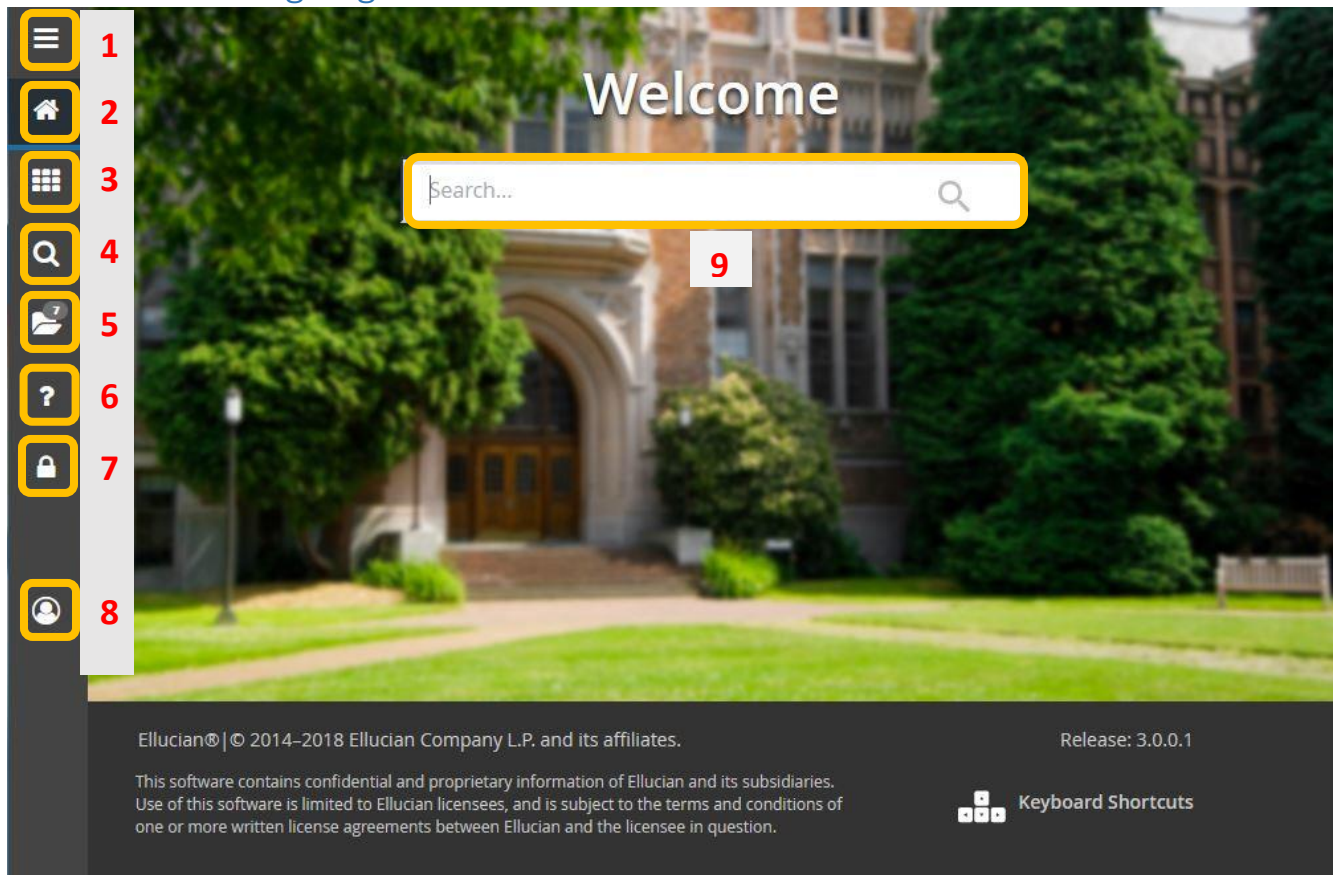 1
2
3
4
5
7
6
7
8
Welcome
Search...
9
Ellucian®|© 2014–2018 Ellucian Company L.P. and its affiliates.
Release: 3.0.0.1
This software contains confidential and proprietary information of Ellucian and its subsidiaries.
Use of this software is limited to Ellucian licensees, and is subject to the terms and conditions of
one or more written license agreements between Ellucian and the licensee in question.
Keyboard Shortcuts